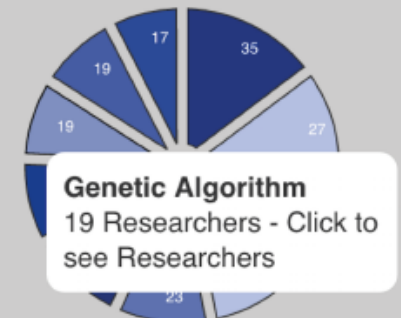 17
35
19
27
19
Genetic Algorithm
19 Researchers - Click to
see Researchers
23